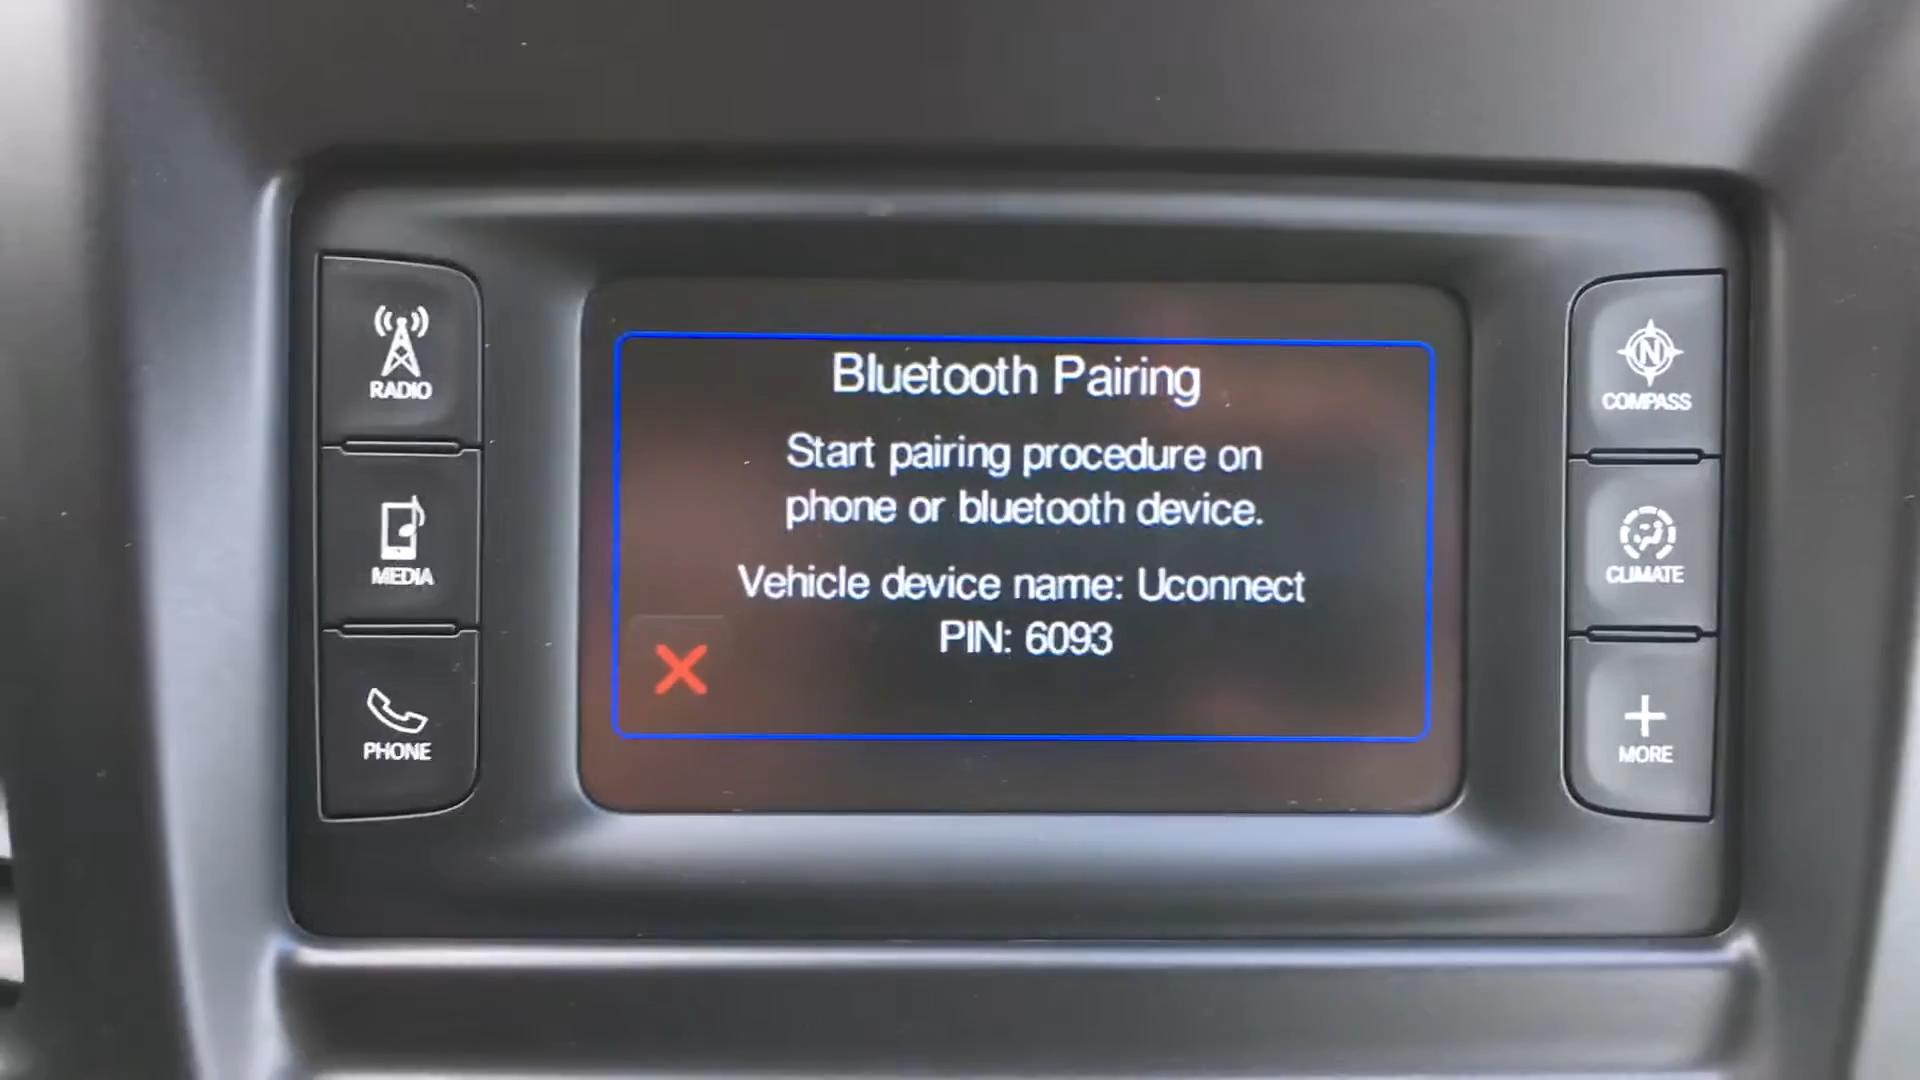 Bluetooth Pairing
Start pairing procedure on
phone or bluetooth device.
Vehicle device name: Uconnect
PIN: 6093
RADIO
MEDIA
PHONE
N
COMPASS
CLIMATE
MORE